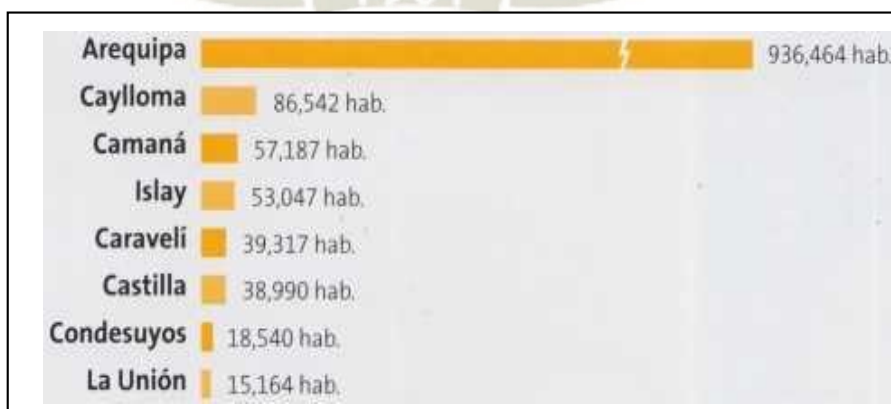 Arequipa 936,464 hab.
Caylloma 86,542 hab.
Camaná 57,187 hab.
Islay 53,047 hab.
Caravelí 39,317 hab.
Castilla 38,990 hab.
Condesuyos 18,540 hab.
La Unión 15,164 hab.